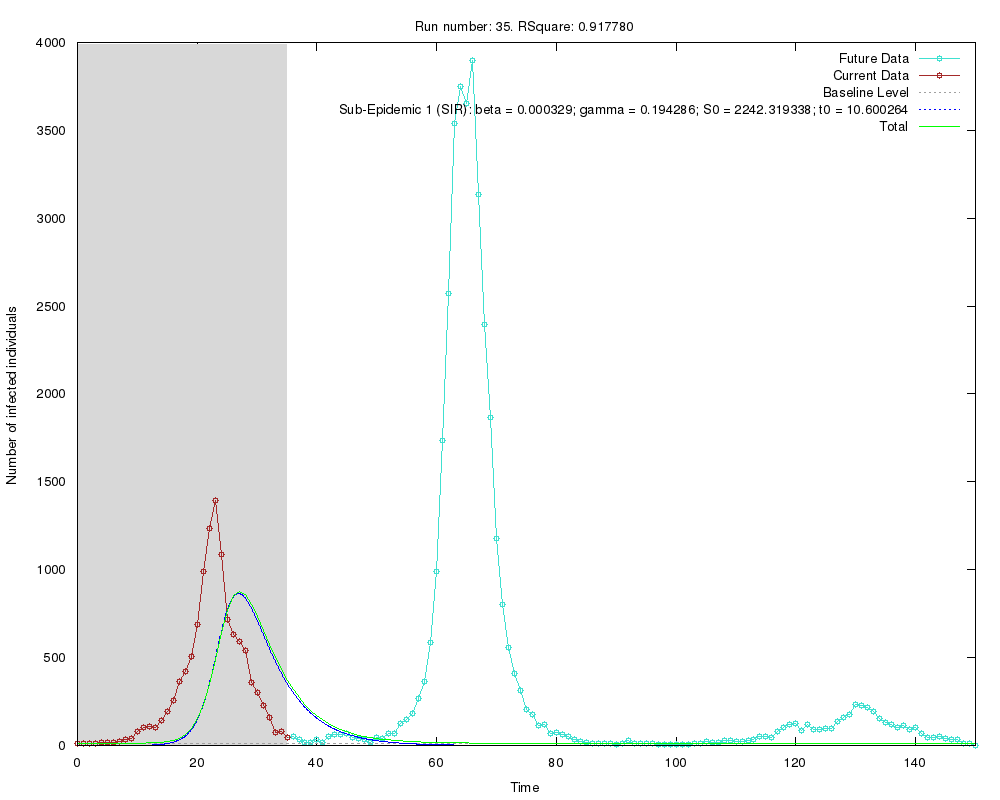 Run number: 35. RSquare: 0.917780
Future Data
Current Data
Baseline Level
Sub-Epidemic 1 (SIR): beta = 0.000329; gamma = 0.194286; S0 = 2242.319338; t0 = 10.600264
Total
4000
3500
3000
2500
2000
1500
1000
500
0
Number of infected individuals
0 20 40 60 80 100 120 140
Time